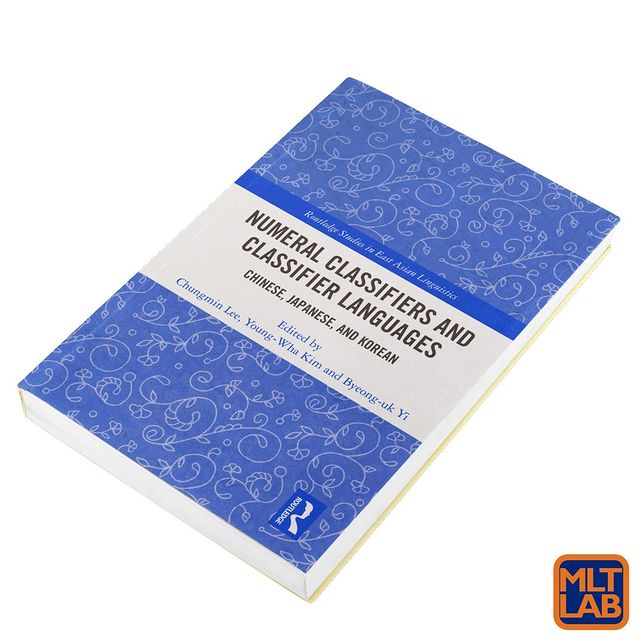 Routledge Studies in East Asian Linguistics
NUMERAL CLASSIFIERS AND
CLASSIFIER LANGUAGES
CHINESE, JAPANESE, AND KOREAN
Edited by
Chungmin Lee, Young-Wha Kim and Byeong-uk Yi
ROUTLEDGE
MLT
LAB